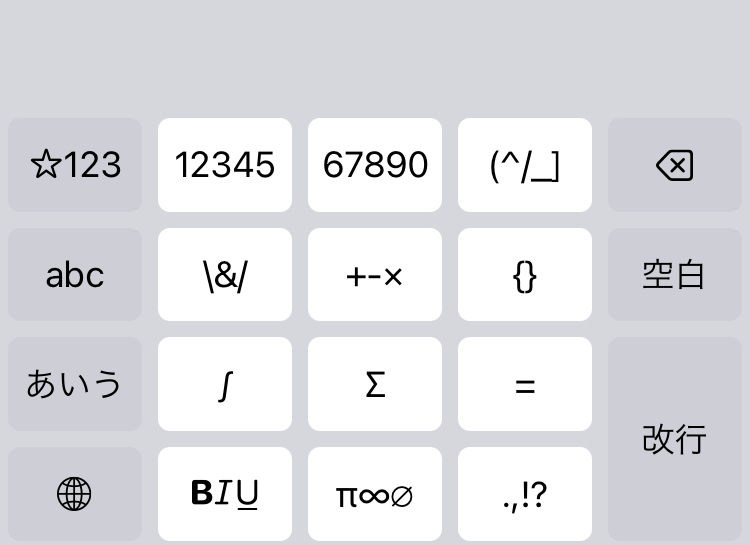 ☆123 12345 67890 (^/_]
abc \&/ +-× {} 空白
あいう ∫ Σ =
改行
BIU π∞∅ .,!?